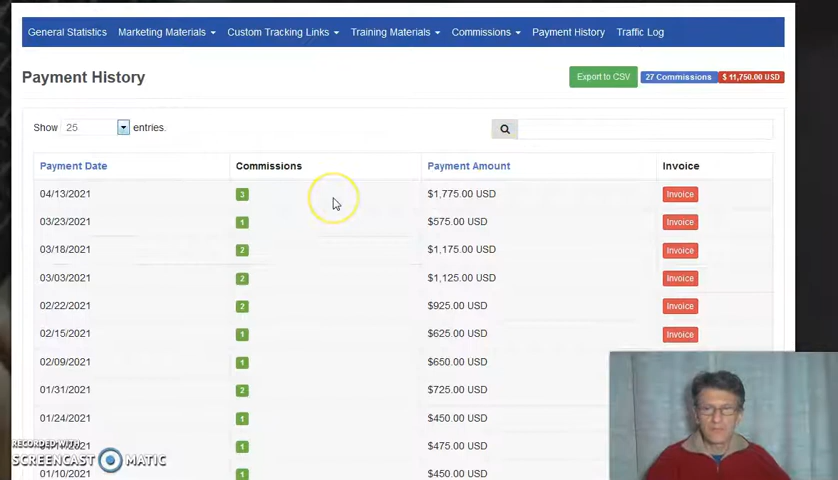 General Statistics Marketing Materials Custom Tracking Links Training Materials Commissions Payment History Traffic Log
Payment History Export to CSV 27 Commissions $ 11,750.00 USD
Show 25 entries.
Payment Date Commissions Payment Amount Invoice
04/13/2021 3 $1,775.00 USD Invoice
03/23/2021 1 $575.00 USD Invoice
03/18/2021 2 $1,175.00 USD Invoice
03/03/2021 2 $1,125.00 USD Invoice
02/22/2021 2 $925.00 USD Invoice
02/15/2021 1 $625.00 USD Invoice
02/09/2021 1 $650.00 USD
01/31/2021 2 $725.00 USD
01/24/2021 1 $450.00 USD
RECORDED WITH
1 $475.00 USD
SCREENCAST MATIC
01/10/2021 1 $450.00 USD